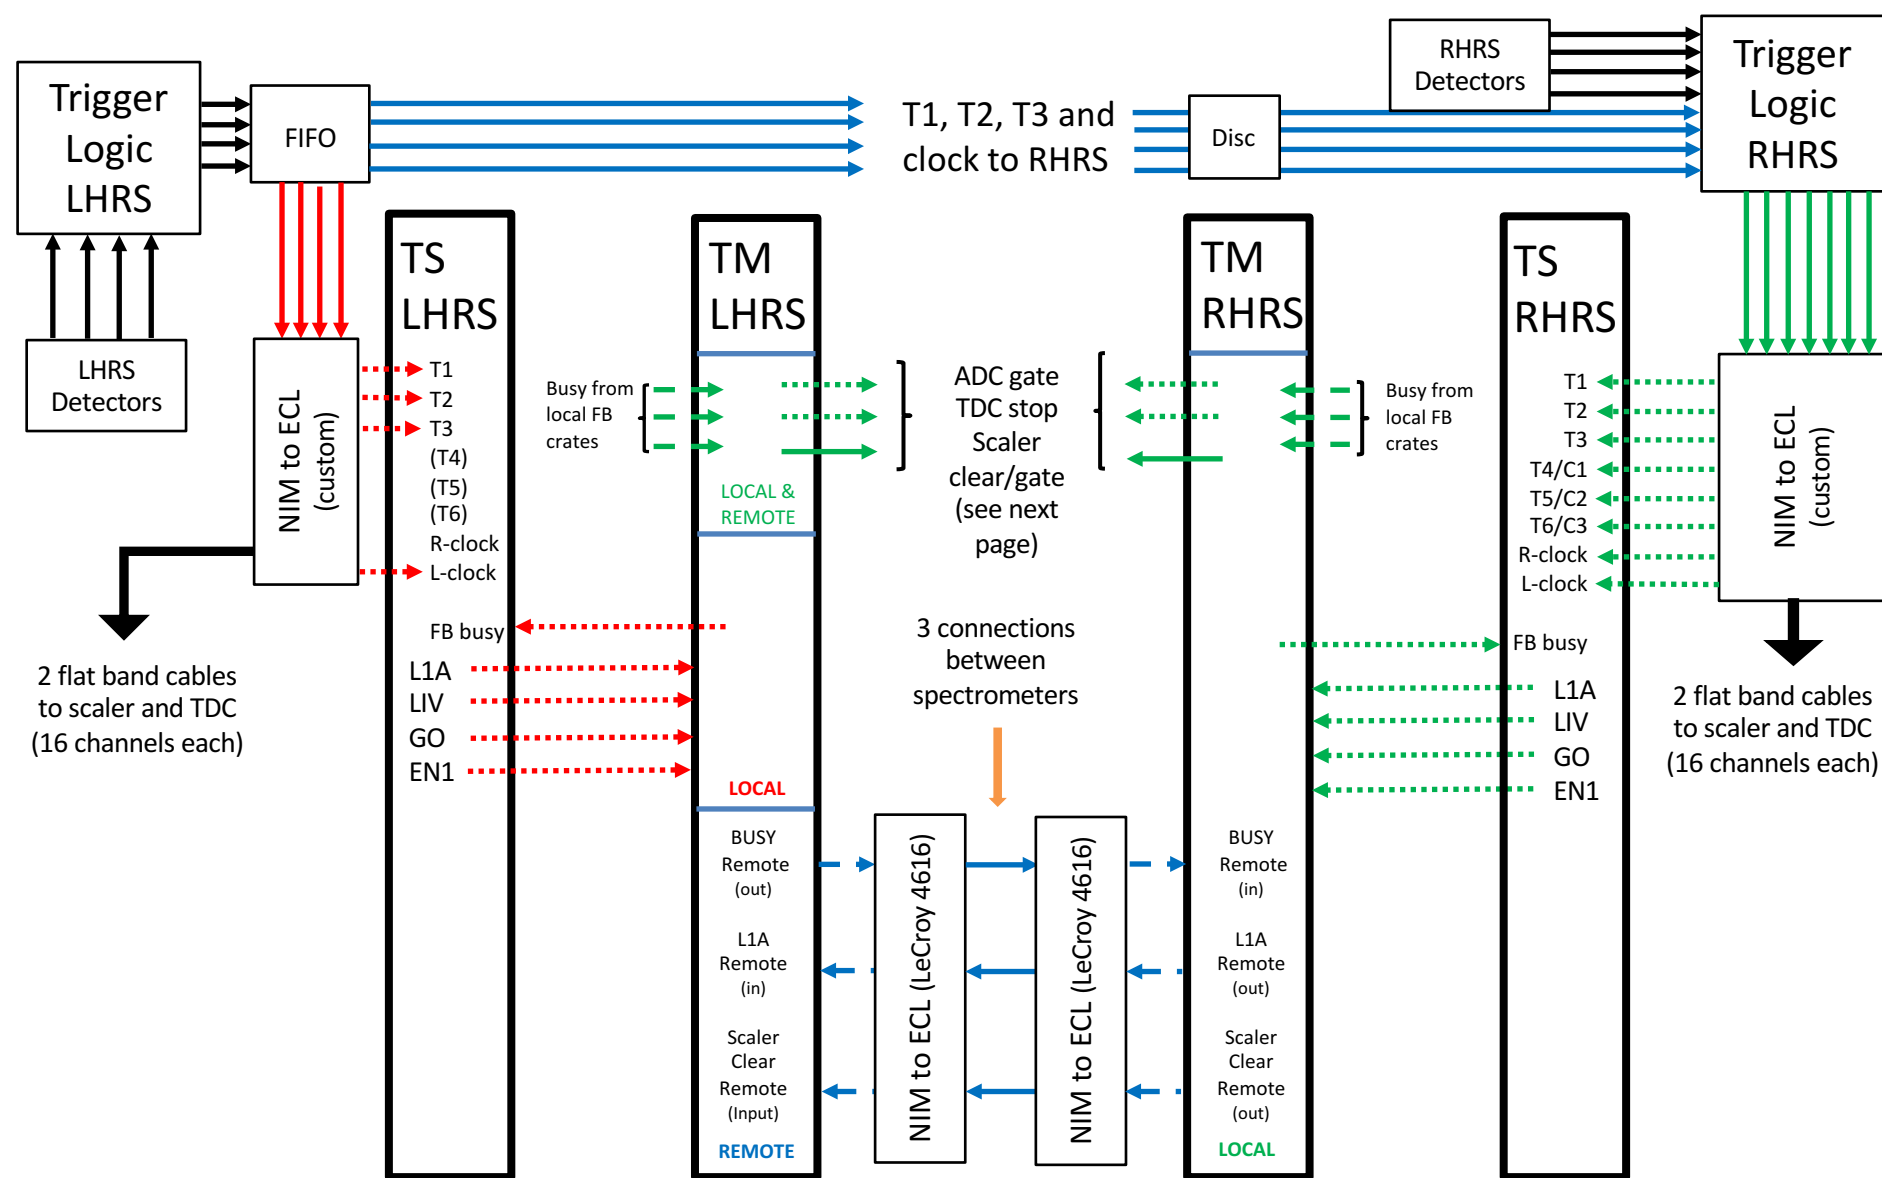 Trigger
Logic
LHRS
FIFO
T1, T2, T3 and
clock to RHRS
Disc
RHRS
Detectors
Trigger
Logic
RHRS
LHRS
Detectors
NIM to ECL
(custom)
2 flat band cables
to scaler and TDC
(16 channels each)
TS
LHRS
T1
T2
T3
(T4)
(T5)
(T6)
R-clock
L-clock
FB busy
L1A
LIV
GO
EN1
Busy from
local FB
crates
TM
LHRS
LOCAL &
REMOTE
LOCAL
BUSY
Remote
(out)
L1A
Remote
(in)
Scaler
Clear
Remote
(Input)
REMOTE
ADC gate
TDC stop
Scaler
clear/gate
(see next
page)
3 connections
between
spectrometers
NIM to ECL (LeCroy 4616)
NIM to ECL (LeCroy 4616)
TM
RHRS
BUSY
Remote
(in)
L1A
Remote
(out)
Scaler
Clear
Remote
(out)
LOCAL
Busy from
local FB
crates
TS
RHRS
T1
T2
T3
T4/C1
T5/C2
T6/C3
R-clock
L-clock
FB busy
L1A
LIV
GO
EN1
NIM to ECL
(custom)
2 flat band cables
to scaler and TDC
(16 channels each)